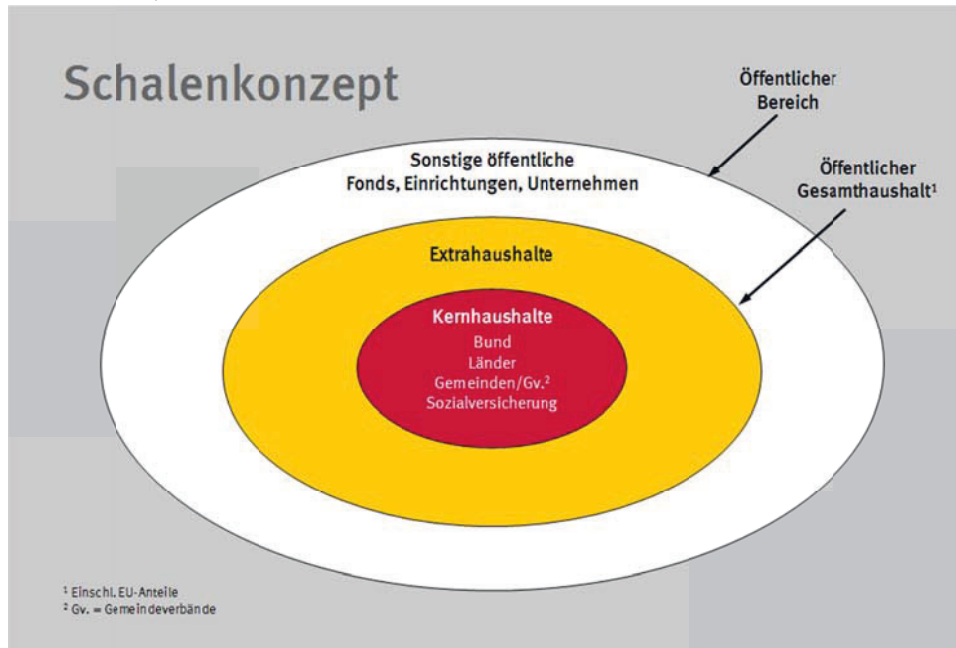 Schalenkonzept
Öffentlicher
Bereich
Öffentlicher
Gesamthaushalt¹
Sonstige öffentliche
Fonds, Einrichtungen, Unternehmen
Extrahaushalte
Kernhaushalte
Bund
Länder
Gemeinden/Gv.²
Sozialversicherung
¹ Einschl. EU-Anteile
² Gv. = Gemeindeverbände